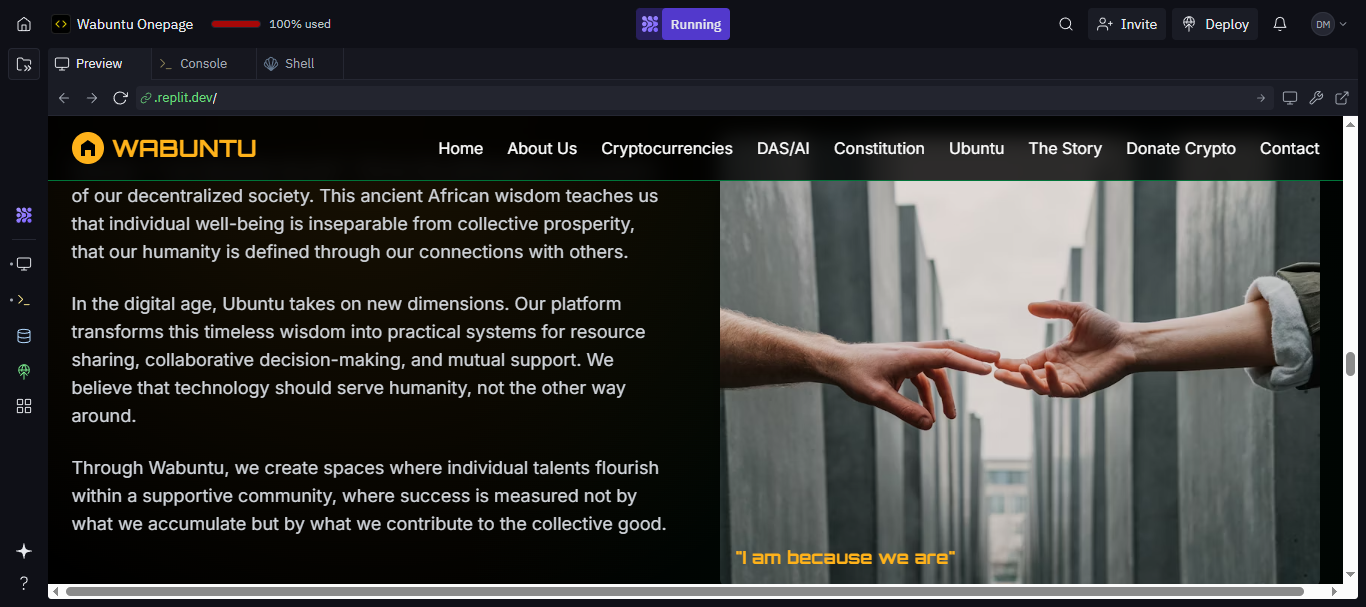 Wabuntu Onepage
100% used
Running
Invite
Deploy
DM
Preview
Console
Shell
.replit.dev/
WABUNTU
Home
About Us
Cryptocurrencies
DAS/AI
Constitution
Ubuntu
The Story
Donate Crypto
Contact
of our decentralized society. This ancient African wisdom teaches us
that individual well-being is inseparable from collective prosperity,
that our humanity is defined through our connections with others.
In the digital age, Ubuntu takes on new dimensions. Our platform
transforms this timeless wisdom into practical systems for resource
sharing, collaborative decision-making, and mutual support. We
believe that technology should serve humanity, not the other way
around.
Through Wabuntu, we create spaces where individual talents flourish
within a supportive community, where success is measured not by
what we accumulate but by what we contribute to the collective good.
"I am because we are"